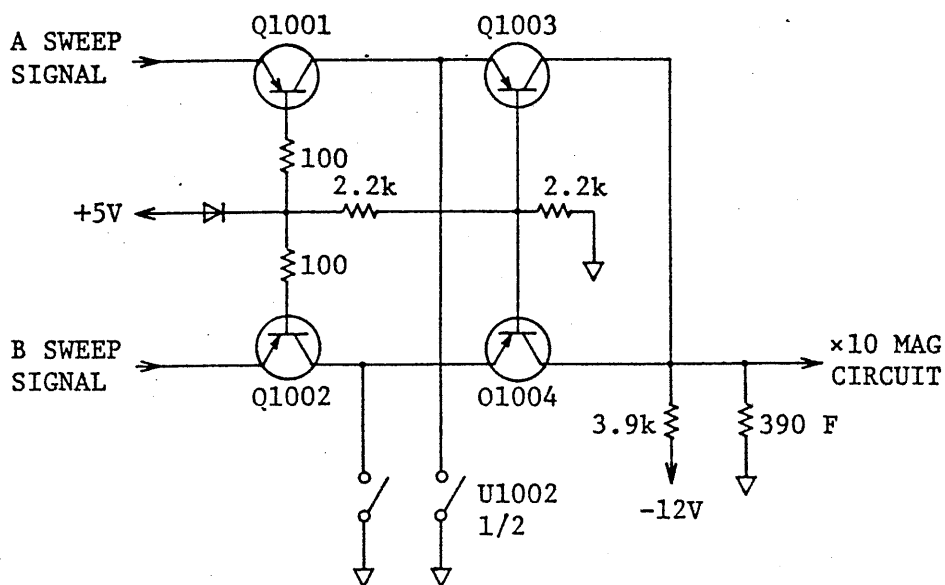 Q1001
Q1003
A SWEEP
SIGNAL
100
2.2k
2.2k
+5V
100
B SWEEP
SIGNAL
Q1002
O1004
×10 MAG
CIRCUIT
3.9k
390 F
U1002
1/2
-12V